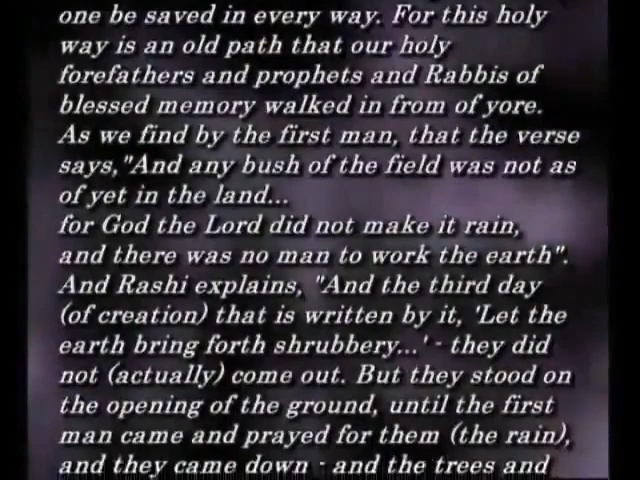 one be saved in every way. For this holy
way is an old path that our holy
forefathers and prophets and Rabbis of
blessed memory walked in from of yore.
As we find by the first man, that the verse
says,"And any bush of the field was not as
of yet in the land...
for God the Lord did not make it rain,
and there was no man to work the earth".
And Rashi explains, "And the third day
(of creation) that is written by it, 'Let the
earth bring forth shrubbery...' - they did
not (actually) come out. But they stood on
the opening of the ground, until the first
man came and prayed for them (the rain),
and they came down - and the trees and